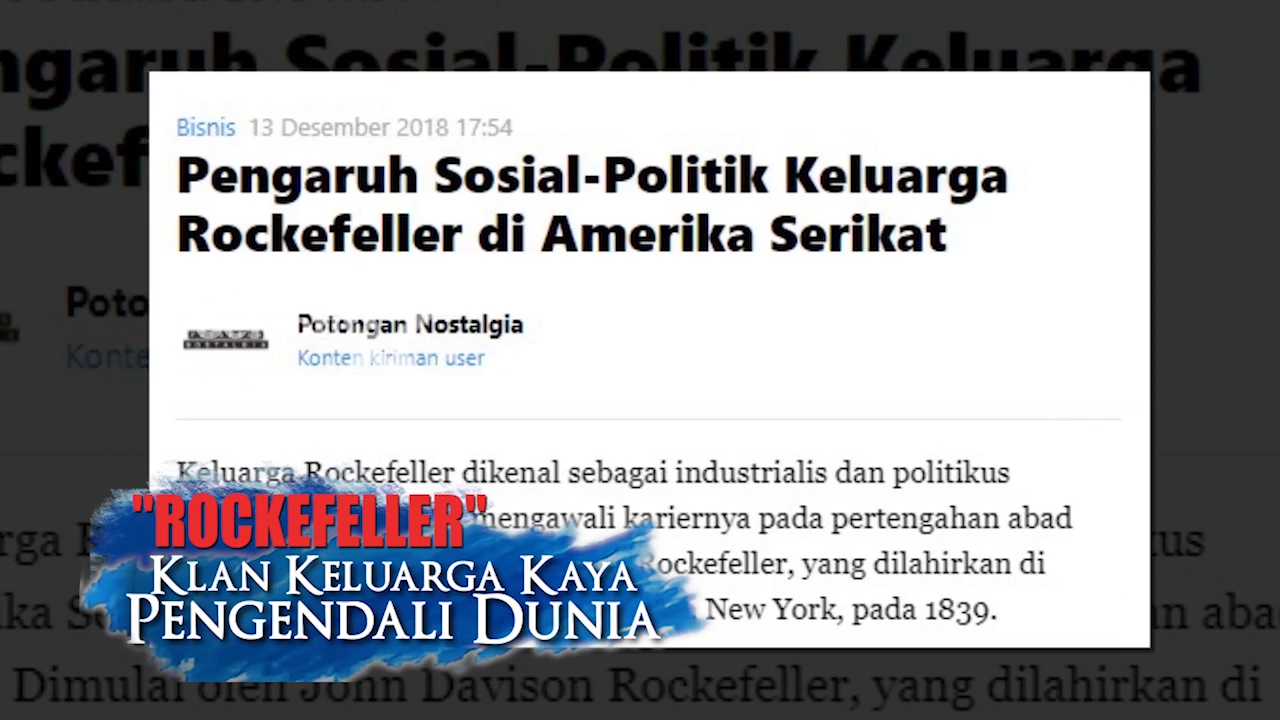 Bisnis 13 Desember 2018 17:54
Pengaruh Sosial-Politik Keluarga
Rockefeller di Amerika Serikat
Potongan Nostalgia
Konten kiriman user
Keluarga Rockefeller dikenal sebagai industrialis dan politikus
mengawali kariernya pada pertengahan abad
Rockefeller, yang dilahirkan di
New York, pada 1839.
"ROCKEFELLER"
KLAN KELUARGA KAYA
PENGENDALI DUNIA
Dimulai oleh John Davison Rockefeller, yang dilahirkan di